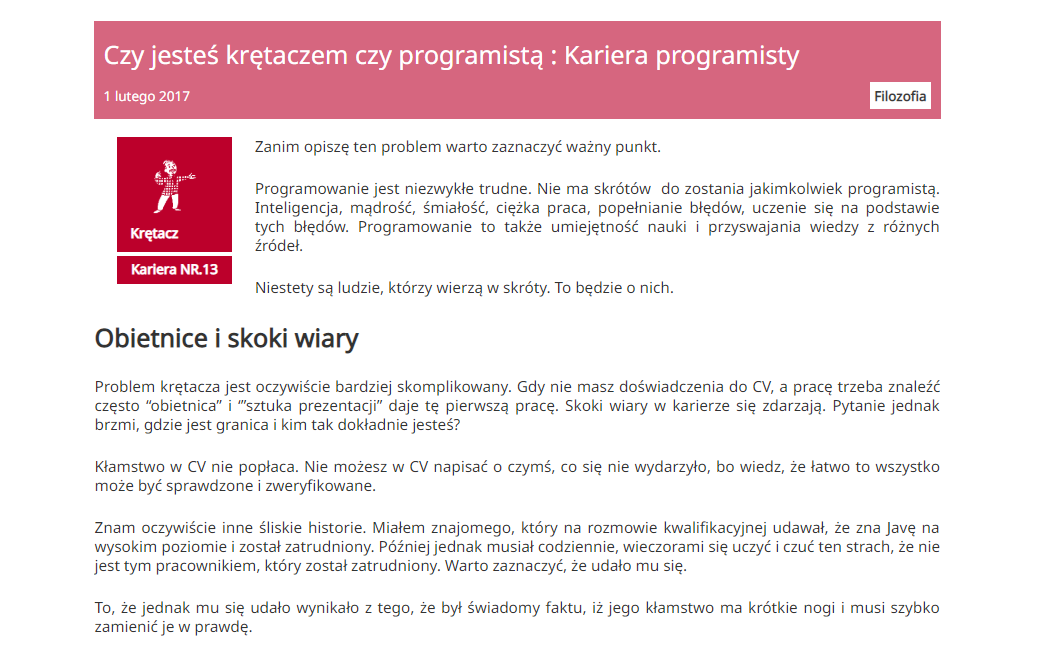 Czy jesteś krętaczem czy programistą : Kariera programisty
1 lutego 2017
Filozofia
Krętacz
Kariera NR.13
Zanim opiszę ten problem warto zaznaczyć ważny punkt.
Programowanie jest niezwykłe trudne. Nie ma skrótów  do zostania jakimkolwiek programistą.
Inteligencja, mądrość, śmiałość, ciężka praca, popełnianie błędów, uczenie się na podstawie
tych błędów. Programowanie to także umiejętność nauki i przyswajania wiedzy z różnych
źródeł.
Niestety są ludzie, którzy wierzą w skróty. To będzie o nich.
Obietnice i skoki wiary
Problem krętacza jest oczywiście bardziej skomplikowany. Gdy nie masz doświadczenia do CV, a pracę trzeba znaleźć
często “obietnica” i ‘”sztuka prezentacji” daje tę pierwszą pracę. Skoki wiary w karierze się zdarzają. Pytanie jednak
brzmi, gdzie jest granica i kim tak dokładnie jesteś?
Kłamstwo w CV nie popłaca. Nie możesz w CV napisać o czymś, co się nie wydarzyło, bo wiedz, że łatwo to wszystko
może być sprawdzone i zweryfikowane.
Znam oczywiście inne śliskie historie. Miałem znajomego, który na rozmowie kwalifikacyjnej udawał, że zna Javę na
wysokim poziomie i został zatrudniony. Później jednak musiał codziennie, wieczorami się uczyć i czuć ten strach, że nie
jest tym pracownikiem, który został zatrudniony. Warto zaznaczyć, że udało mu się.
To, że jednak mu się udało wynikało z tego, że był świadomy faktu, iż jego kłamstwo ma krótkie nogi i musi szybko
zamienić je w prawdę.